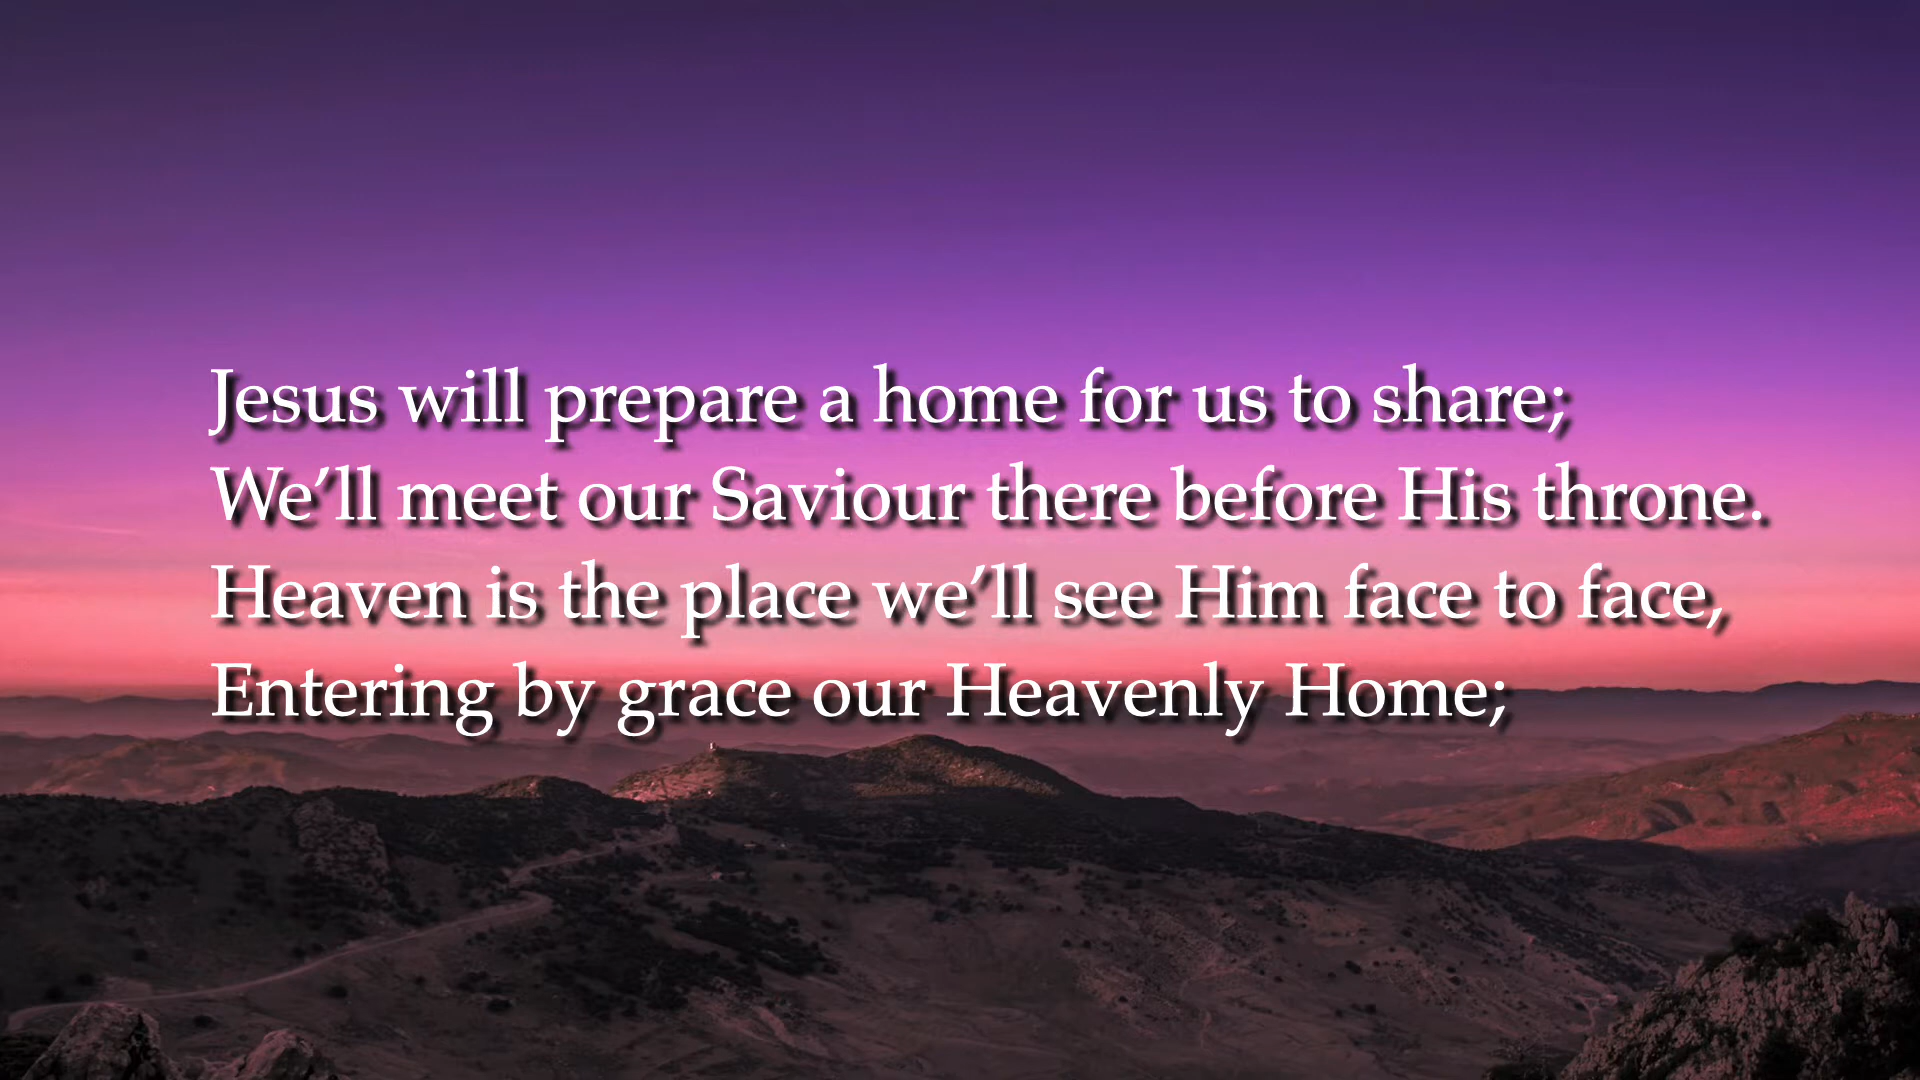 Jesus will prepare a home for us to share;
We’ll meet our Saviour there before His throne.
Heaven is the place we’ll see Him face to face,
Entering by grace our Heavenly Home;